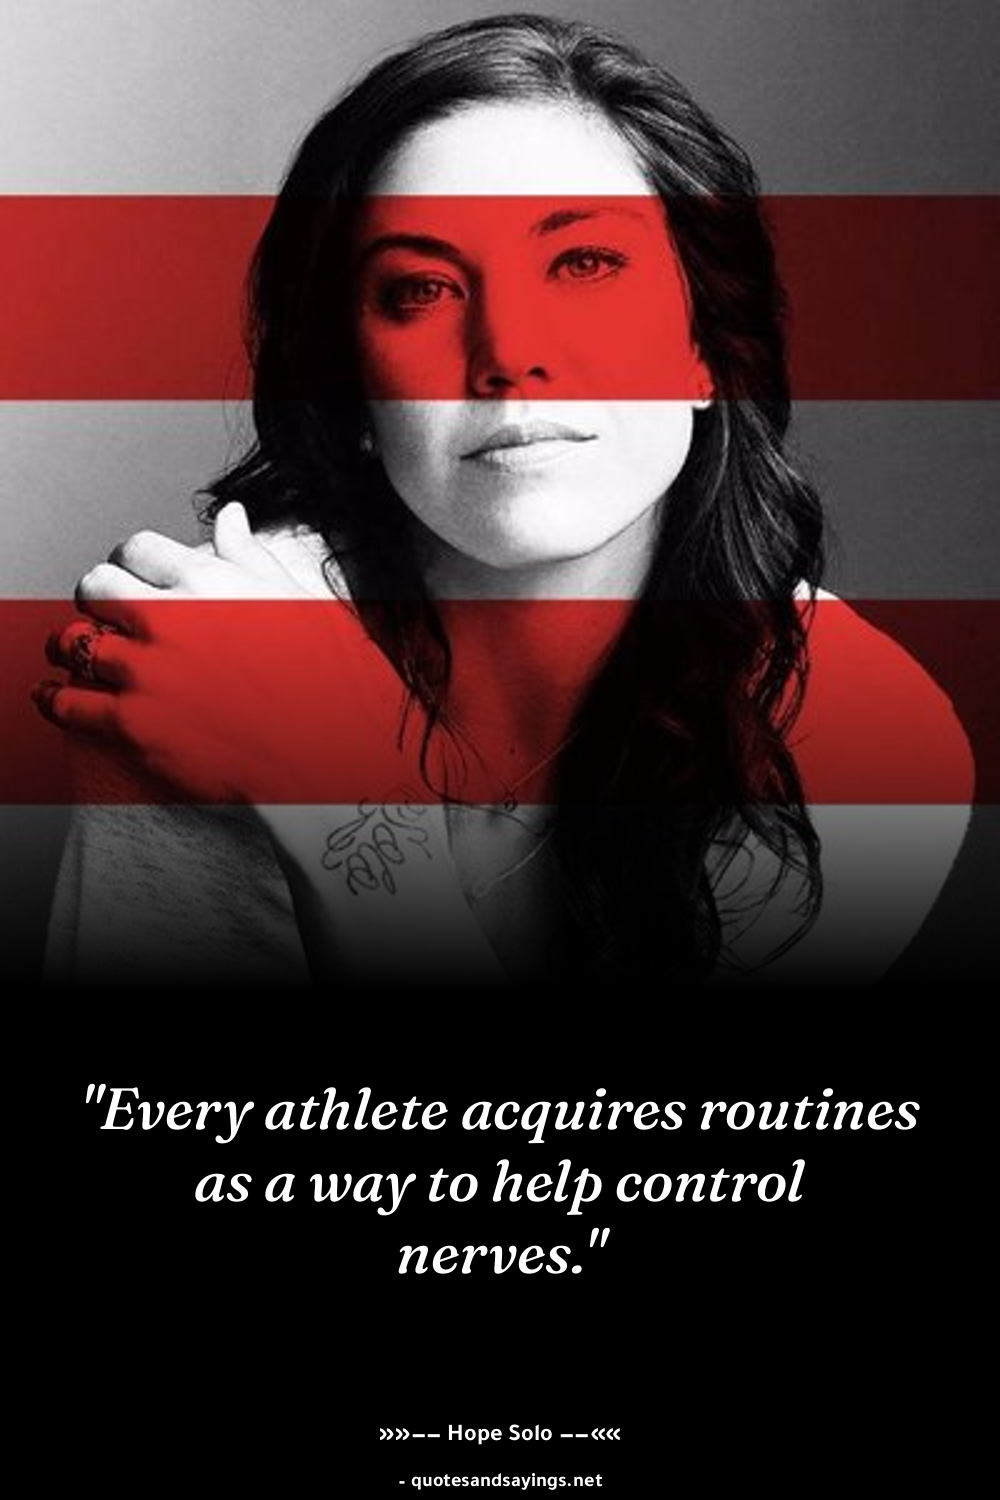 "Every athlete acquires routines
as a way to help control
nerves."
»»–– Hope Solo ––««
- quotesandsayings.net